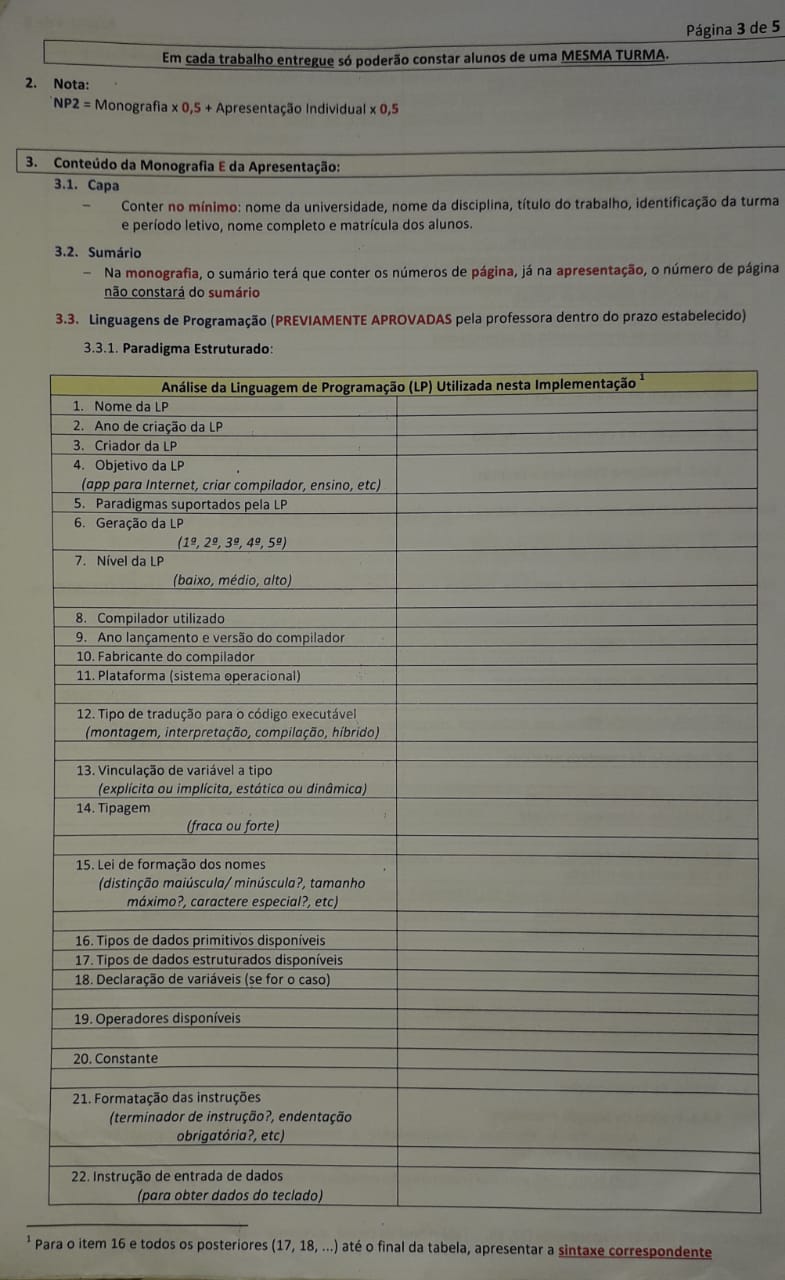 Página 3 de 5
Em cada trabalho entregue só poderão constar alunos de uma MESMA TURMA.
2. Nota:
NP2 = Monografia x 0,5 + Apresentação Individual x 0,5
3. Conteúdo da Monografia E da Apresentação:
3.1. Capa
– Conter no mínimo: nome da universidade, nome da disciplina, título do trabalho, identificação da turma
e período letivo, nome completo e matrícula dos alunos.
3.2. Sumário
– Na monografia, o sumário terá que conter os números de página, já na apresentação, o número de página
não constará do sumário
3.3. Linguagens de Programação (PREVIAMENTE APROVADAS pela professora dentro do prazo estabelecido)
3.3.1. Paradigma Estruturado:
Análise da Linguagem de Programação (LP) Utilizada nesta Implementação 1
1. Nome da LP
2. Ano de criação da LP
3. Criador da LP
4. Objetivo da LP
(app para Internet, criar compilador, ensino, etc)
5. Paradigmas suportados pela LP
6. Geração da LP
(1ª, 2ª, 3ª, 4ª, 5ª)
7. Nível da LP
(baixo, médio, alto)
8. Compilador utilizado
9. Ano lançamento e versão do compilador
10. Fabricante do compilador
11. Plataforma (sistema operacional)
12. Tipo de tradução para o código executável
(montagem, interpretação, compilação, híbrido)
13. Vinculação de variável a tipo
(explícita ou implícita, estática ou dinâmica)
14. Tipagem
(fraca ou forte)
15. Lei de formação dos nomes
(distinção maiúscula/ minúscula?, tamanho
máximo?, caractere especial?, etc)
16. Tipos de dados primitivos disponíveis
17. Tipos de dados estruturados disponíveis
18. Declaração de variáveis (se for o caso)
19. Operadores disponíveis
20. Constante
21. Formatação das instruções
(terminador de instrução?, endentação
obrigatória?, etc)
22. Instrução de entrada de dados
(para obter dados do teclado)
1 Para o item 16 e todos os posteriores (17, 18, ...) até o final da tabela, apresentar a sintaxe correspondente